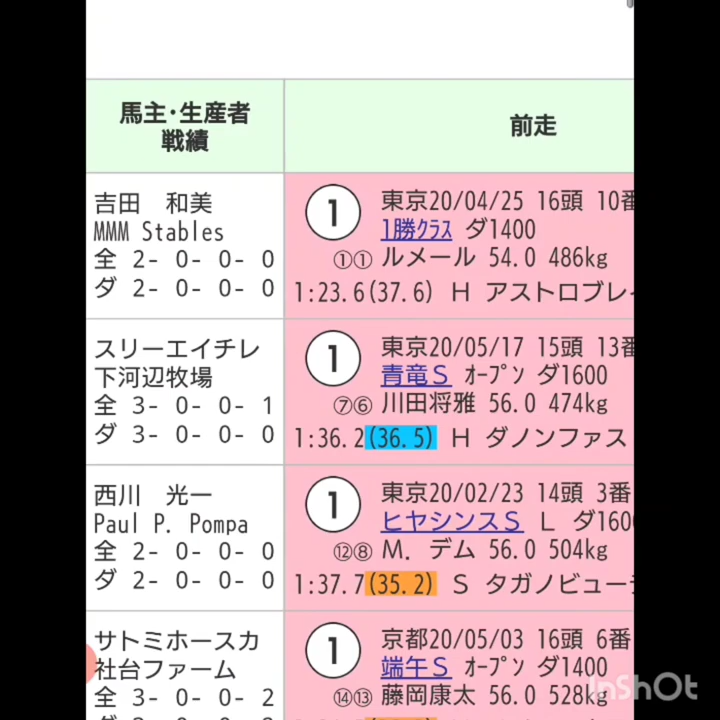 馬主･生産者
戦績
前走
吉田 和美
MMM Stables
全 2- 0- 0- 0
ダ 2- 0- 0- 0
1
東京20/04/25 16頭 10番
1勝ｸﾗｽ ダ1400
①① ルメール 54.0 486kg
1:23.6(37.6) H アストロブレ
スリーエイチレ
下河辺牧場
全 3- 0- 0- 1
ダ 3- 0- 0- 0
1
東京20/05/17 15頭 13番
青竜S ｵｰﾌﾟﾝ ダ1600
⑦⑥ 川田将雅 56.0 474kg
1:36.2(36.5) H ダノンファス
西川 光一
Paul P. Pompa
全 2- 0- 0- 0
ダ 2- 0- 0- 0
1
東京20/02/23 14頭 3番
ヒヤシンスS L ダ1600
⑫⑧ M. デム 56.0 504kg
1:37.7(35.2) S タガノビュー
サトミホースカ
社台ファーム
全 3- 0- 0- 2
1
京都20/05/03 16頭 6番
端午S ｵｰﾌﾟﾝ ダ1400
⑭⑬ 藤岡康太 56.0 528kg
InShOt